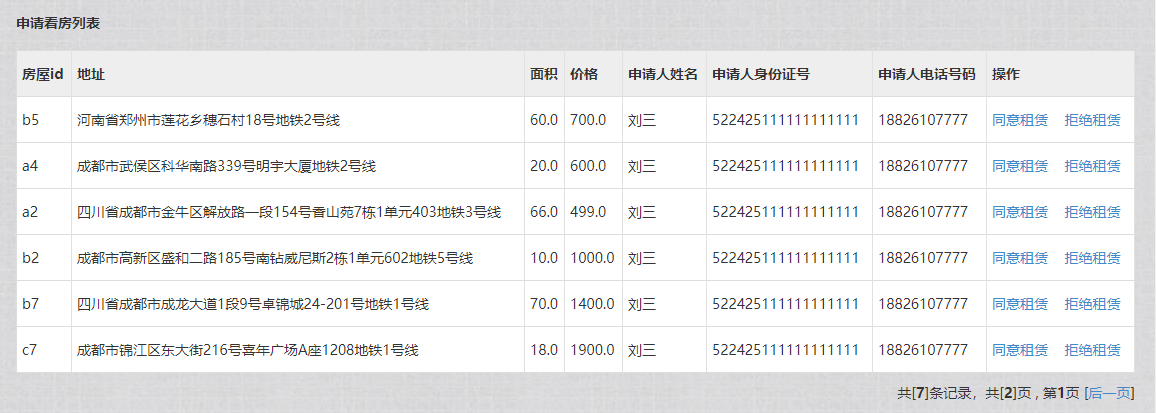 申请看房列表
房屋id 地址 面积 价格 申请人姓名 申请人身份证号 申请人电话号码 操作
b5 河南省郑州市莲花乡穗石村18号地铁2号线 60.0 700.0 刘三 522425111111111111 18826107777 同意租赁 拒绝租赁
a4 成都市武侯区科华南路339号明宇大厦地铁2号线 20.0 600.0 刘三 522425111111111111 18826107777 同意租赁 拒绝租赁
a2 四川省成都市金牛区解放路一段154号香山苑7栋1单元403地铁3号线 66.0 499.0 刘三 522425111111111111 18826107777 同意租赁 拒绝租赁
b2 成都市高新区盛和二路185号南钻威尼斯2栋1单元602地铁5号线 10.0 1000.0 刘三 522425111111111111 18826107777 同意租赁 拒绝租赁
b7 四川省成都市成龙大道1段9号卓锦城24-201号地铁1号线 70.0 1400.0 刘三 522425111111111111 18826107777 同意租赁 拒绝租赁
c7 成都市锦江区东大街216号喜年广场A座1208地铁1号线 18.0 1900.0 刘三 522425111111111111 18826107777 同意租赁 拒绝租赁
共[7]条记录，共[2]页 , 第1页 [后一页]